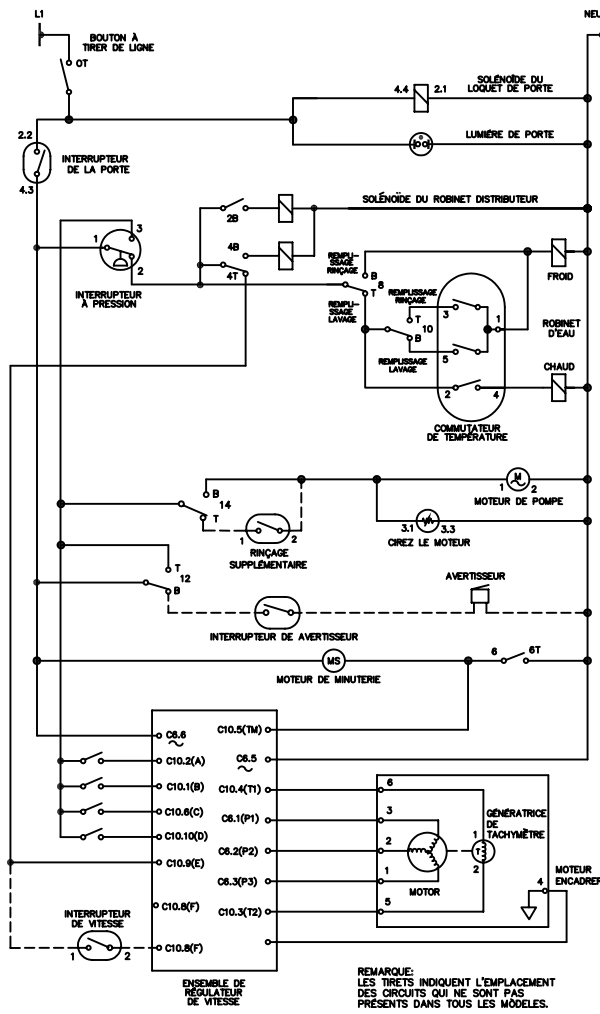 L1
NEU
BOUTON À
TIRER DE LIGNE
OT
SOLÉNOÏDE DU
LOQUET DE PORTE
4.4
2.1
2.2
LUMIÈRE DE PORTE
INTERRUPTEUR
DE LA PORTE
4.3
SOLÉNOÏDE DU ROBINET DISTRIBUTEUR
2B
3
1
2
4B
4T
INTERRUPTEUR
À PRESSION
REMPLI-
SSAGE
RINÇAGE
B
8
T
REMPLI-
SSAGE
LAVAGE
FROID
REMPLISSAGE
RINÇAGE
T
10
B
3
1
5
REMPLISSAGE
LAVAGE
ROBINET
D'EAU
CHAUD
2
4
COMMUTATEUR
DE TEMPÉRATURE
B
14
T
M
1
2
MOTEUR DE POMPE
3.1
3.3
CIREZ LE MOTEUR
1
2
RINÇAGE
SUPPLÉMENTAIRE
T
12
B
AVERTISSEUR
INTERRUPTEUR DE AVERTISSEUR
6
6T
MS
MOTEUR DE MINUTERIE
C6.6
C10.5(TM)
C10.2(A)
C6.5
C10.1(B)
C10.4(T1)
C10.6(C)
C6.1(P1)
C10.10(D)
C6.2(P2)
C10.9(E)
C6.3(P3)
C10.8(F)
C10.3(T2)
C10.8(F)
6
3
2
1
5
GÉNÉRATRICE
DE
TACHYMÈTRE
1
T
2
MOTOR
MOTEUR
ENCADRER
4
INTERRUPTEUR
DE VITESSE
1
2
ENSEMBLE DE
RÉGULATEUR
DE VITESSE
REMARQUE:
LES TIRETS INDIQUENT L'EMPLACEMENT
DES CIRCUITS QUI NE SONT PAS
PRÉSENTS DANS TOUS LES MÓDELES.